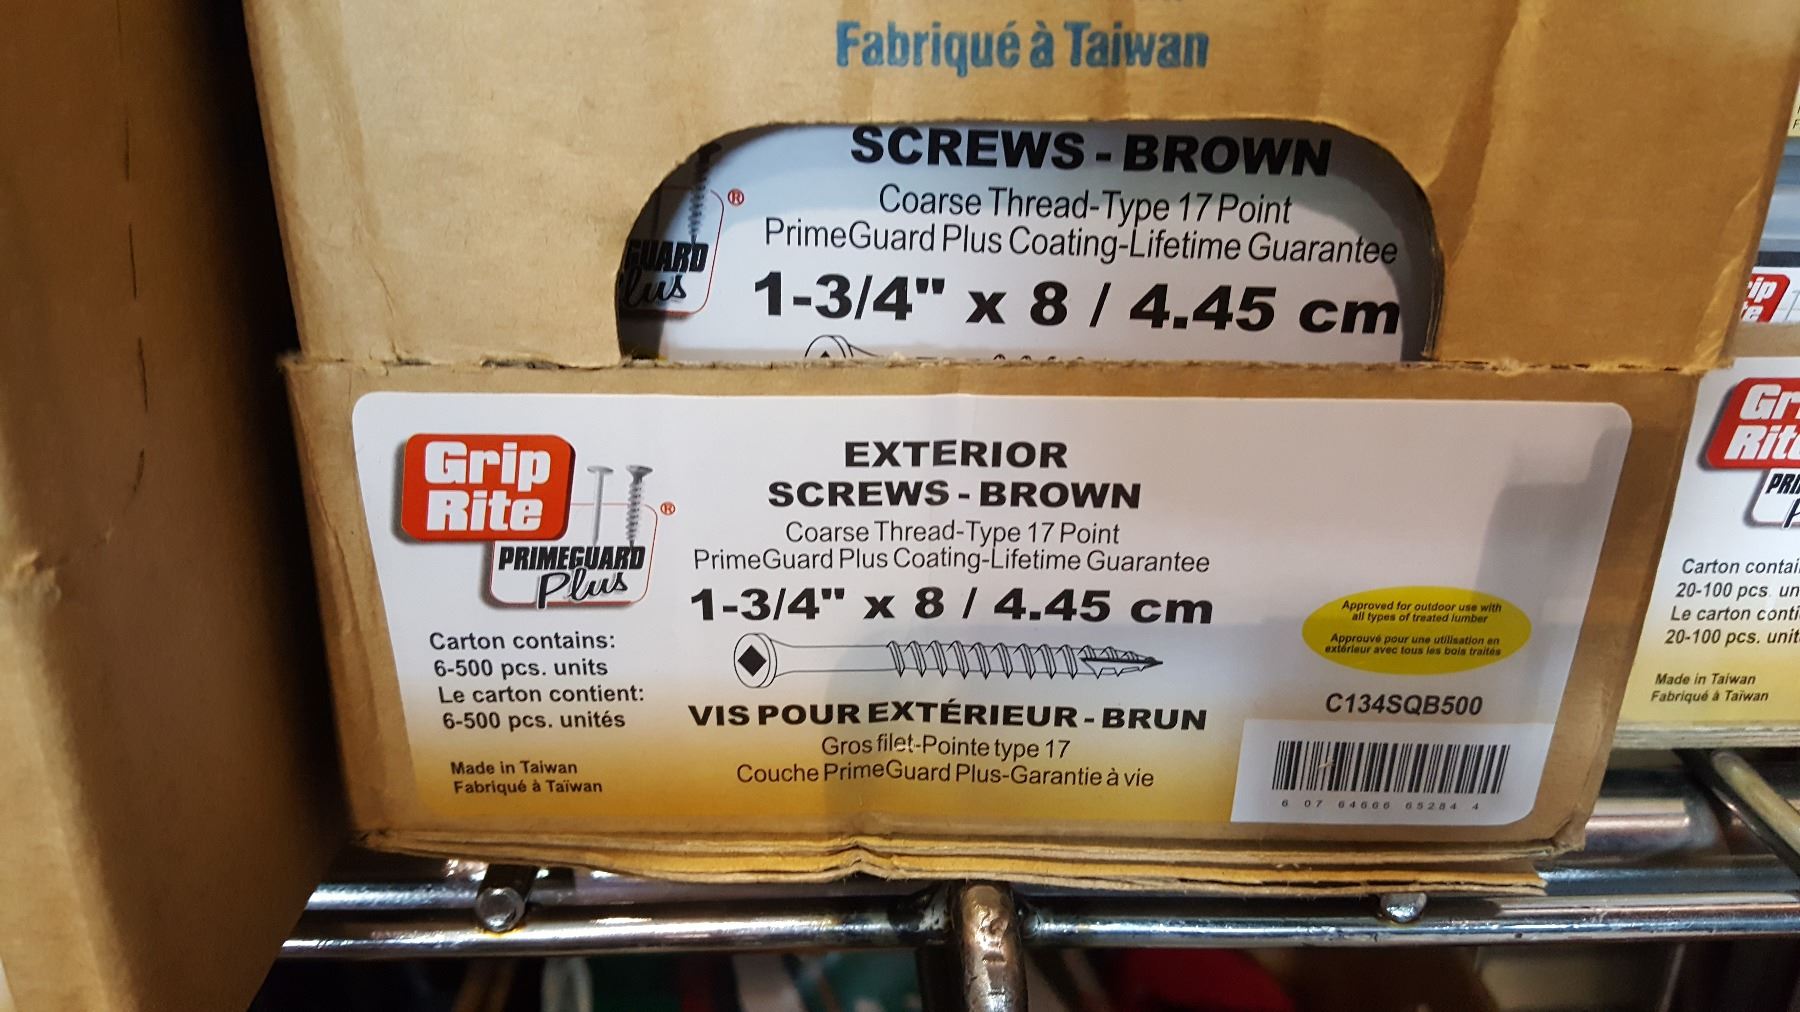 Fabriqué à Taiwan
SCREWS - BROWN
Coarse Thread-Type 17 Point
PrimeGuard Plus Coating-Lifetime Guarantee
1-3/4" x 8 / 4.45 cm
GUARD
Plus
®
Grip
Rite
®
PRIMEGUARD
Plus
EXTERIOR
SCREWS - BROWN
Coarse Thread-Type 17 Point
PrimeGuard Plus Coating-Lifetime Guarantee
1-3/4" x 8 / 4.45 cm
Carton contains:
6-500 pcs. units
Le carton contient:
6-500 pcs. unités
Made in Taiwan
Fabriqué à Taïwan
VIS POUR EXTÉRIEUR - BRUN
Gros filet-Pointe type 17
Couche PrimeGuard Plus-Garantie à vie
Approved for outdoor use with
all types of treated lumber
Approuvé pour une utilisation en
extérieur avec tous les bois traités
C134SQB500
6 07 64666 65284 4
Gr
Rit
PRI
Carton contai
20-100 pcs. un
Le carton conti
20-100 pcs. unit
Made in Taiwan
Fabriqué à Taïwan